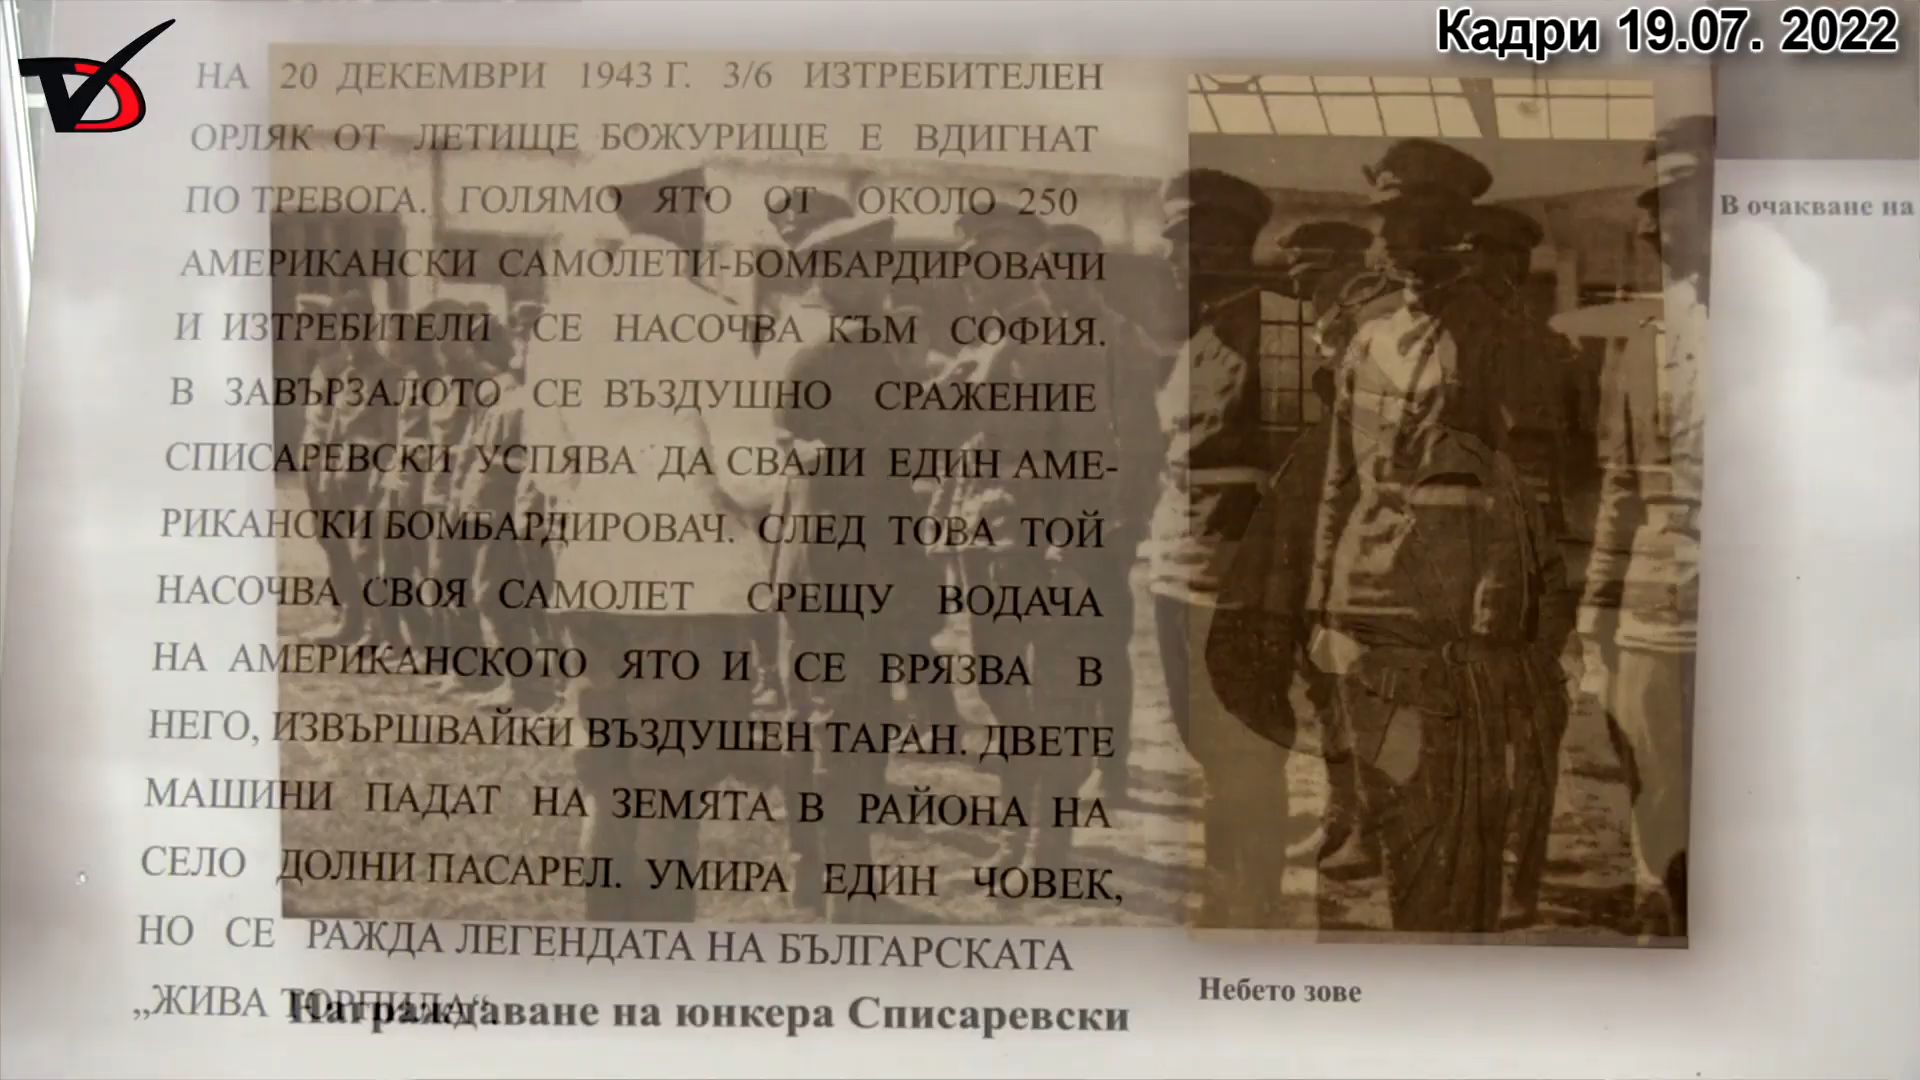 Кадри 19.07. 2022
НА 20 ДЕКЕМВРИ 1943 Г. 3/6 ИЗТРЕБИТЕЛЕН
ОРЛЯК ОТ ЛЕТИЩЕ БОЖУРИЩЕ Е ВДИГНАТ
ПО ТРЕВОГА. ГОЛЯМО ЯТО ОТ ОКОЛО 250
АМЕРИКАНСКИ САМОЛЕТИ-БОМБАРДИРОВАЧИ
И ИЗТРЕБИТЕЛИ СЕ НАСОЧВА КЪМ СОФИЯ.
В ЗАВЪРЗАЛОТО СЕ ВЪЗДУШНО СРАЖЕНИЕ
СПИСАРЕВСКИ УСПЯВА ДА СВАЛИ ЕДИН АМЕ-
РИКАНСКИ БОМБАРДИРОВАЧ. СЛЕД ТОВА ТОЙ
НАСОЧВА СВОЯ САМОЛЕТ СРЕЩУ ВОДАЧА
НА АМЕРИКАНСКОТО ЯТО И СЕ ВРЯЗВА В
НЕГО, ИЗВЪРШВАЙКИ ВЪЗДУШЕН ТАРАН. ДВЕТЕ
МАШИНИ ПАДАТ НА ЗЕМЯТА В РАЙОНА НА
СЕЛО ДОЛНИ ПАСАРЕЛ. УМИРА ЕДИН ЧОВЕК,
НО СЕ РАЖДА ЛЕГЕНДАТА НА БЪЛГАРСКАТА
„ЖИВА ТОРПИЛА“.
Награждаване на юнкера Списаревски
Небето зове
В очакване на